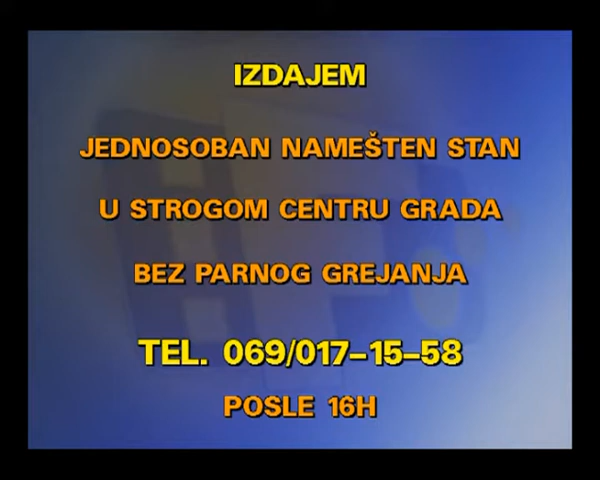 IZDAJEM
JEDNOSOBAN NAMEŠTEN STAN
U STROGOM CENTRU GRADA
BEZ PARNOG GREJANJA
TEL. 069/017-15-58
POSLE 16H